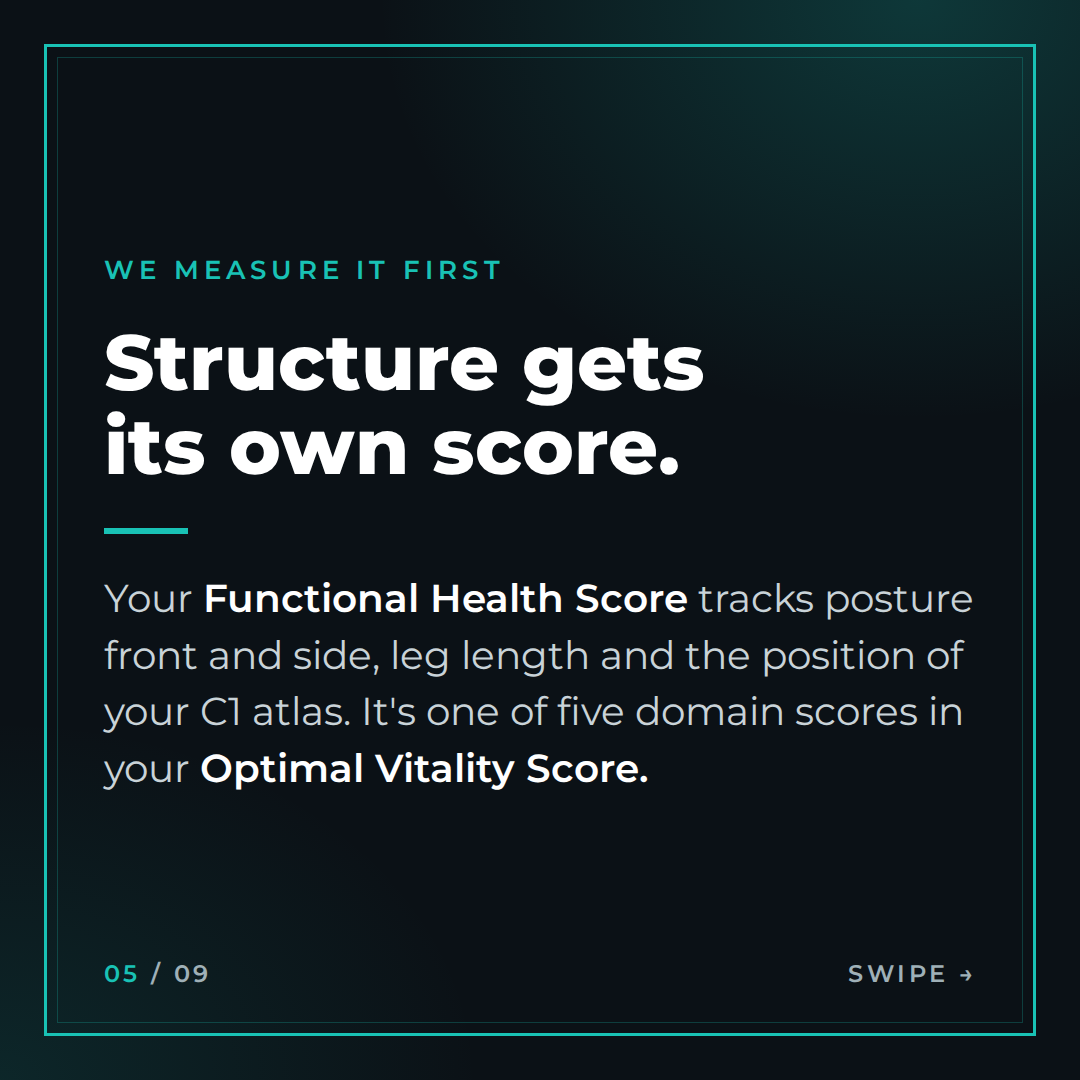 WE MEASURE IT FIRST
Structure gets
its own score.
Your Functional Health Score tracks posture
front and side, leg length and the position of
your C1 atlas. It's one of five domain scores in
your Optimal Vitality Score.
05 / 09
SWIPE →